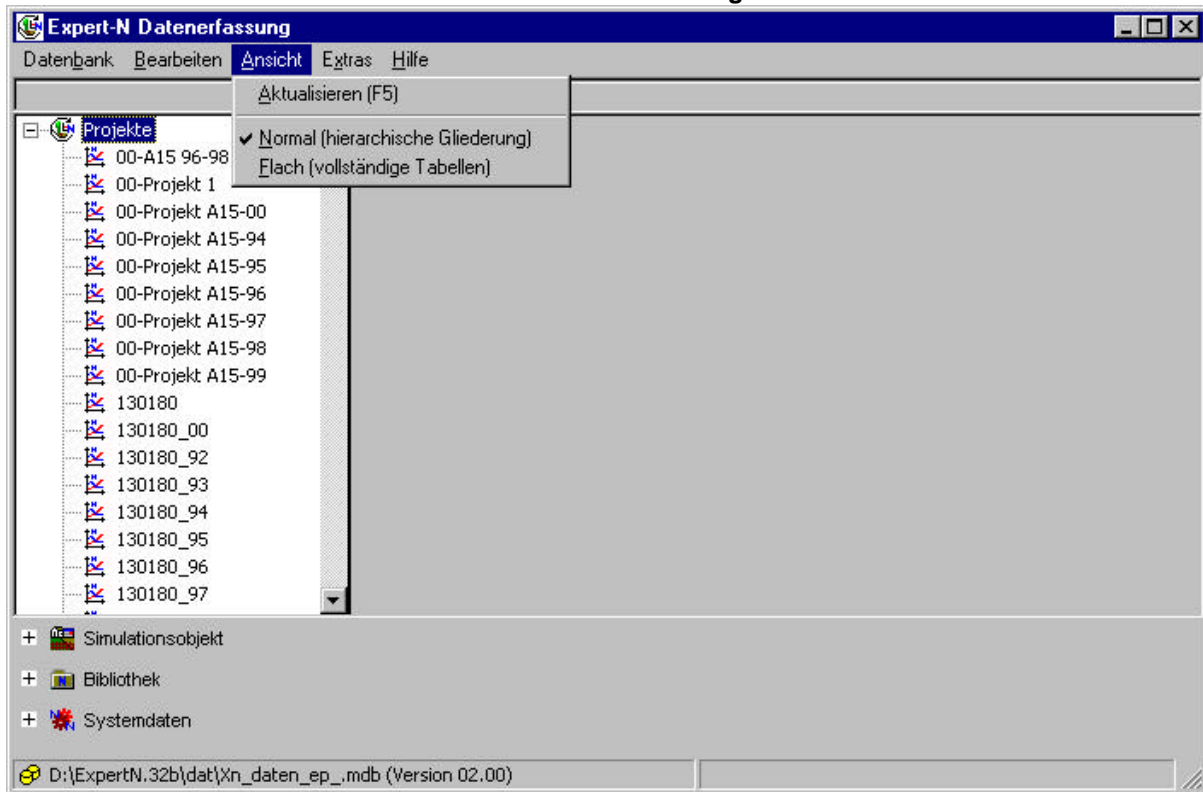 Expert-N Datenerfassung
Datenbank Bearbeiten Ansicht Extras Hilfe
Aktualisieren (F5)
Normal (hierarchische Gliederung)
Flach (vollständige Tabellen)
Projekte
00-A15 96-98
00-Projekt 1
00-Projekt A15-00
00-Projekt A15-94
00-Projekt A15-95
00-Projekt A15-96
00-Projekt A15-97
00-Projekt A15-98
00-Projekt A15-99
130180
130180_00
130180_92
130180_93
130180_94
130180_95
130180_96
130180_97
Simulationsobjekt
Bibliothek
Systemdaten
D:\ExpertN.32b\dat\Xn_daten_ep_.mdb (Version 02.00)